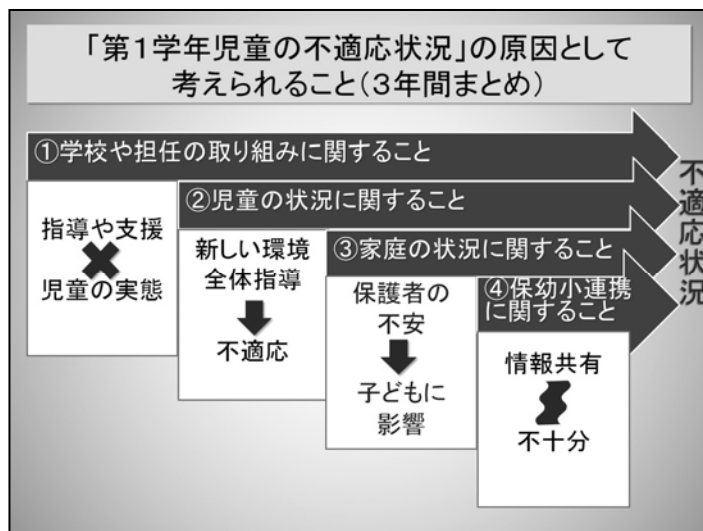 「第1学年児童の不適応状況」の原因として
考えられること(3年間まとめ)
①学校や担任の取り組みに関すること
指導や支援
児童の実態
②児童の状況に関すること
新しい環境
全体指導
不適応
③家庭の状況に関すること
保護者の
不安
子どもに
影響
④保幼小連携
に関すること
情報共有
不十分
不適応状況